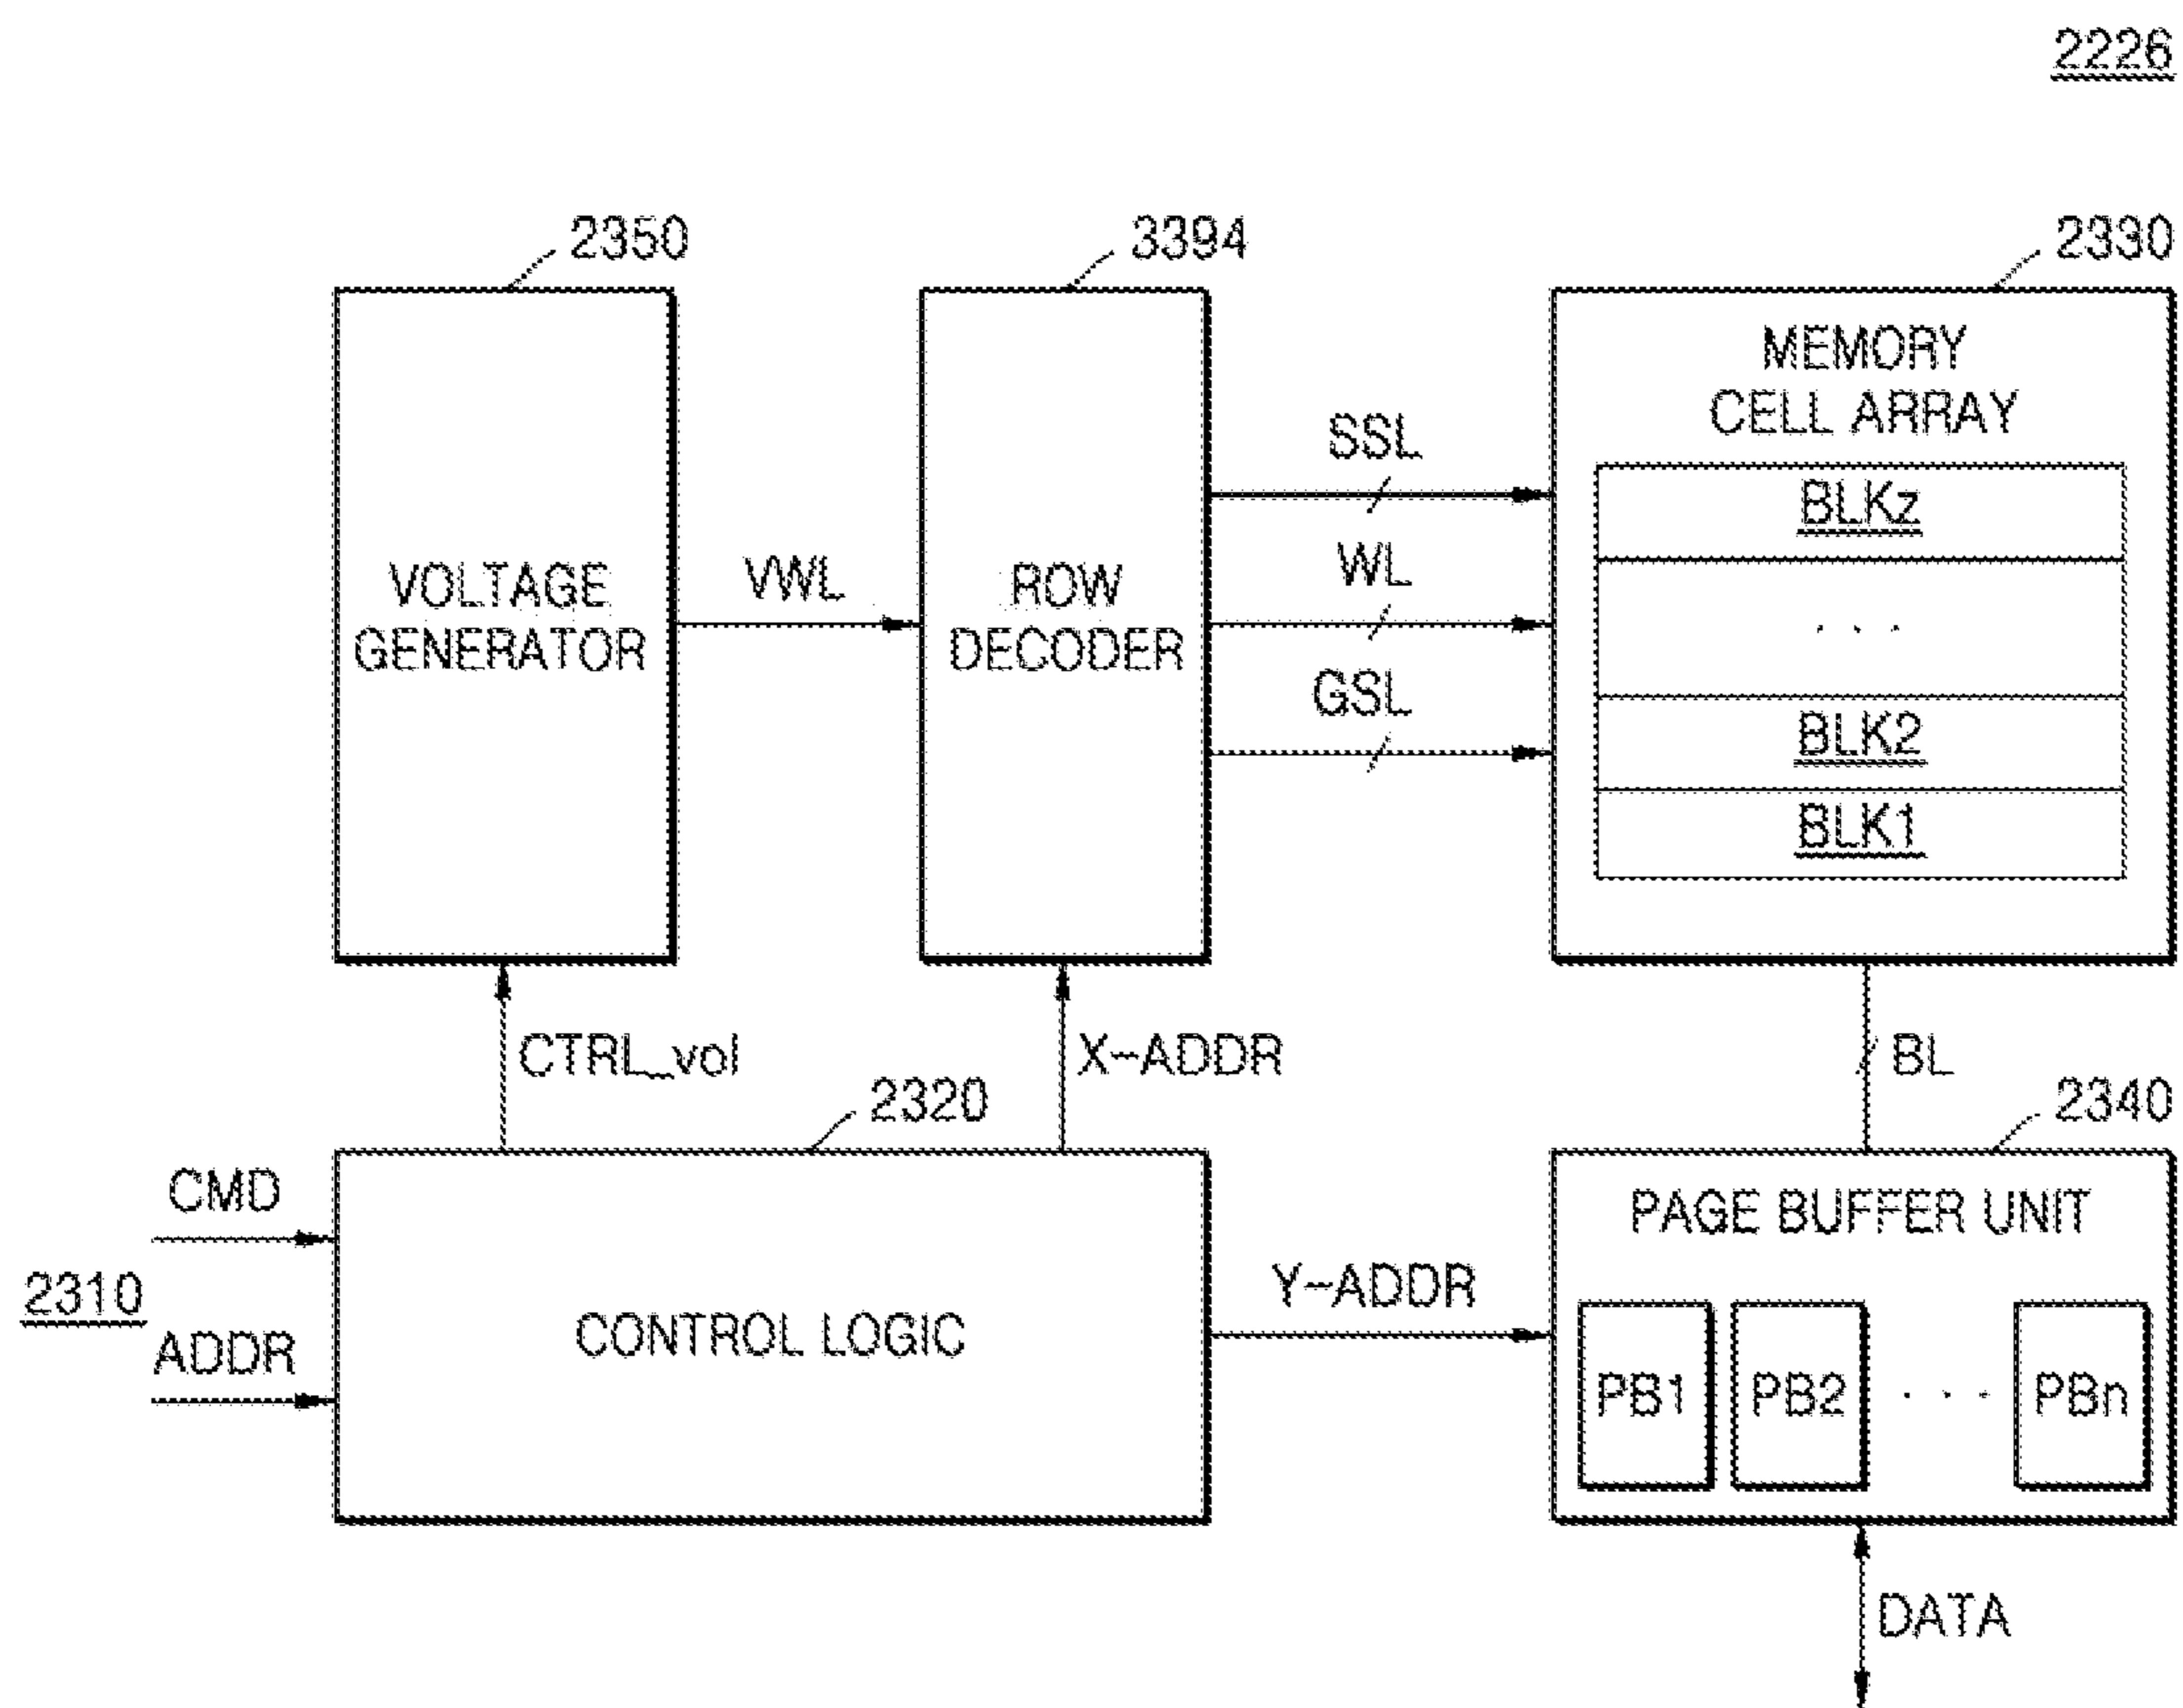 2226
2350
3394
2330
MEMORY
CELL ARRAY
SSL
BLKz
VOLTAGE
GENERATOR
VWL
ROW
DECODER
WL
. . .
GSL
BLK2
BLK1
CTRL_vol
X-ADDR
BL
2320
2340
CMD
PAGE BUFFER UNIT
2310
Y-ADDR
ADDR
CONTROL LOGIC
PB1
PB2
. . .
PBn
DATA